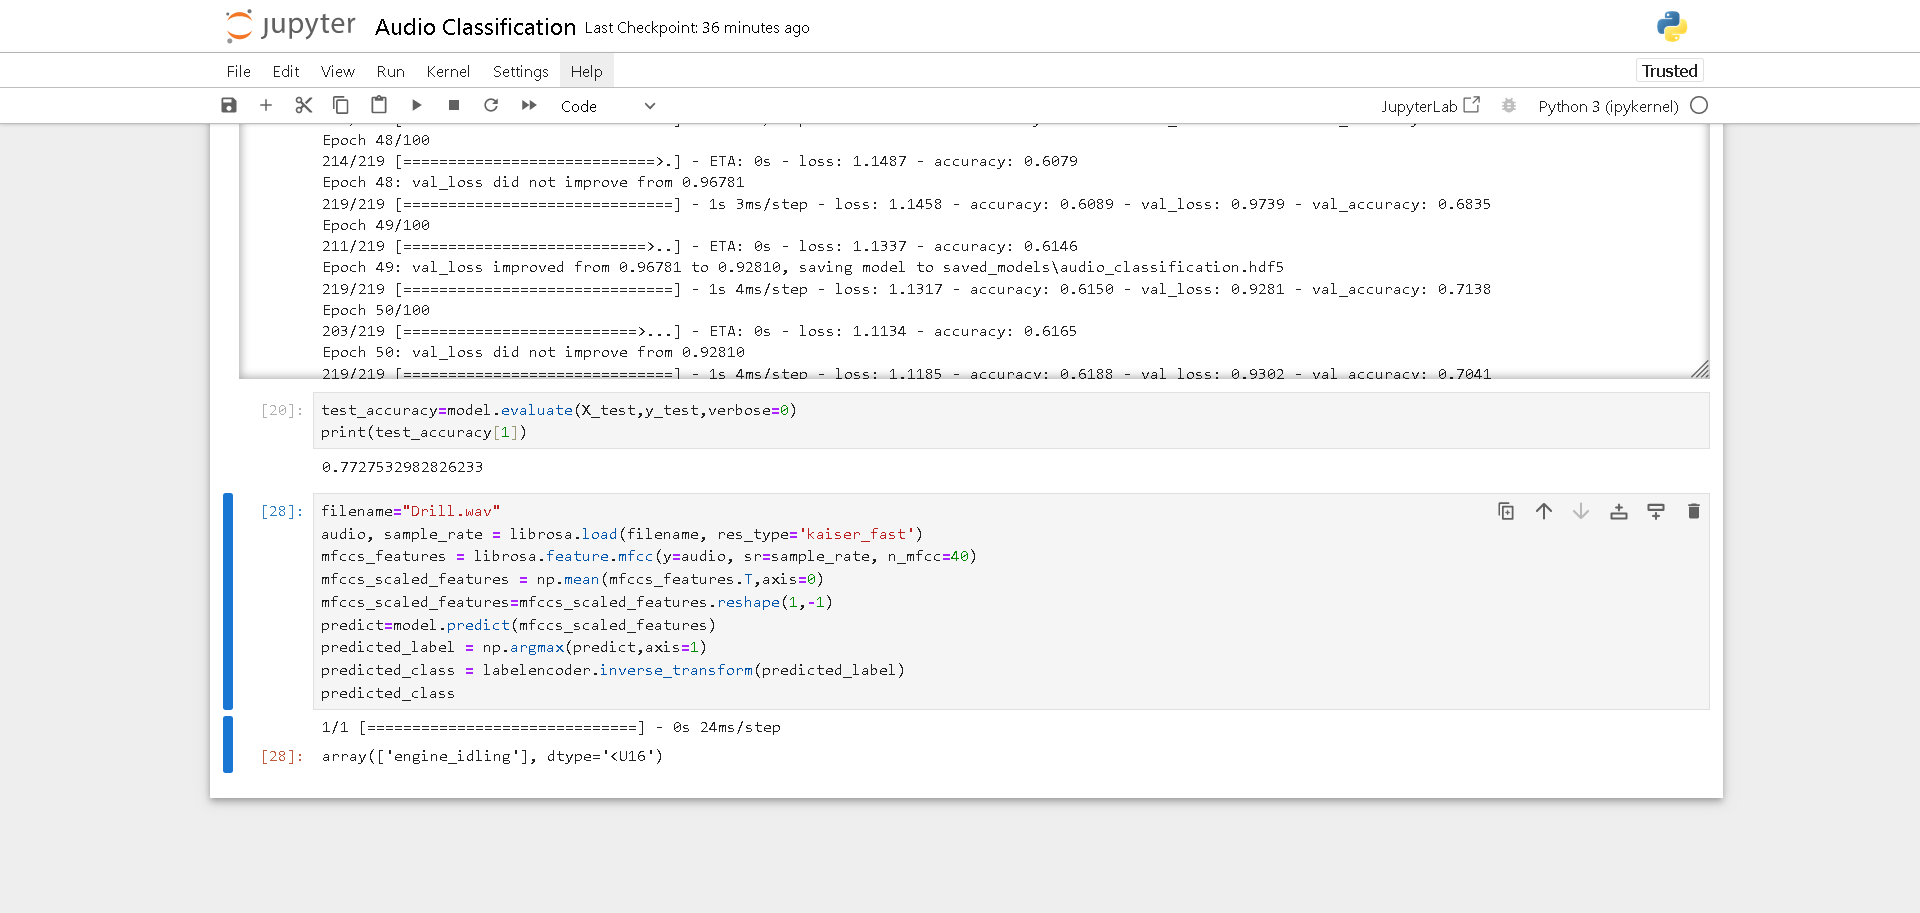 jupyter Audio Classification Last Checkpoint: 36 minutes ago
File Edit View Run Kernel Settings Help Trusted
Code JupyterLab Python 3 (ipykernel)
Epoch 48/100
214/219 [============================>.] - ETA: 0s - loss: 1.1487 - accuracy: 0.6079
Epoch 48: val_loss did not improve from 0.96781
219/219 [==============================] - 1s 3ms/step - loss: 1.1458 - accuracy: 0.6089 - val_loss: 0.9739 - val_accuracy: 0.6835
Epoch 49/100
211/219 [===========================>..] - ETA: 0s - loss: 1.1337 - accuracy: 0.6146
Epoch 49: val_loss improved from 0.96781 to 0.92810, saving model to saved_models\audio_classification.hdf5
219/219 [==============================] - 1s 4ms/step - loss: 1.1317 - accuracy: 0.6150 - val_loss: 0.9281 - val_accuracy: 0.7138
Epoch 50/100
203/219 [==========================>...] - ETA: 0s - loss: 1.1134 - accuracy: 0.6165
Epoch 50: val_loss did not improve from 0.92810
219/219 [==============================] - 1s 4ms/step - loss: 1.1185 - accuracy: 0.6188 - val_loss: 0.9302 - val_accuracy: 0.7041
[20]: test_accuracy=model.evaluate(X_test,y_test,verbose=0)
print(test_accuracy[1])
0.7727532982826233
[28]: filename="Drill.wav"
audio, sample_rate = librosa.load(filename, res_type='kaiser_fast')
mfccs_features = librosa.feature.mfcc(y=audio, sr=sample_rate, n_mfcc=40)
mfccs_scaled_features = np.mean(mfccs_features.T,axis=0)
mfccs_scaled_features=mfccs_scaled_features.reshape(1,-1)
predict=model.predict(mfccs_scaled_features)
predicted_label = np.argmax(predict,axis=1)
predicted_class = labelencoder.inverse_transform(predicted_label)
predicted_class
1/1 [==============================] - 0s 24ms/step
[28]: array(['engine_idling'], dtype='<U16')